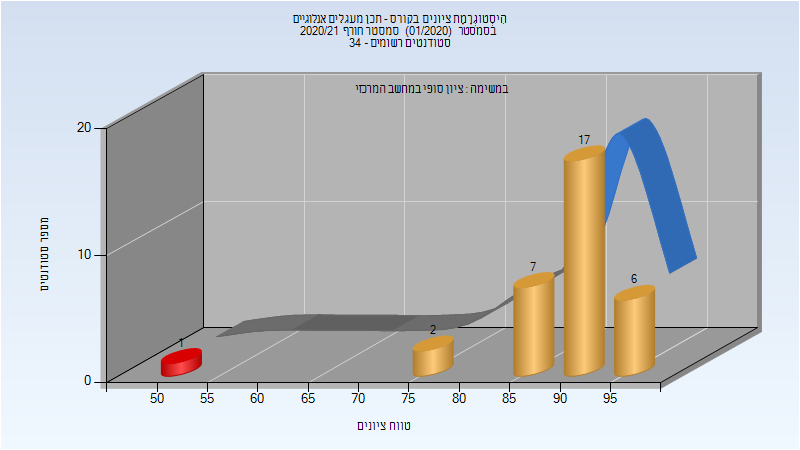 היסטוגרמת ציונים בקורס - תכן מעגלים אנלוגיים
בסמסטר (01/2020) סמסטר חורף 2020/21
סטודנטים רשומים - 34
במשימה : ציון סופי במחשב המרכזי
20
10
0
מספר סטודנטים
1
2
7
17
6
50 55 60 65 70 75 80 85 90 95
טווח ציונים